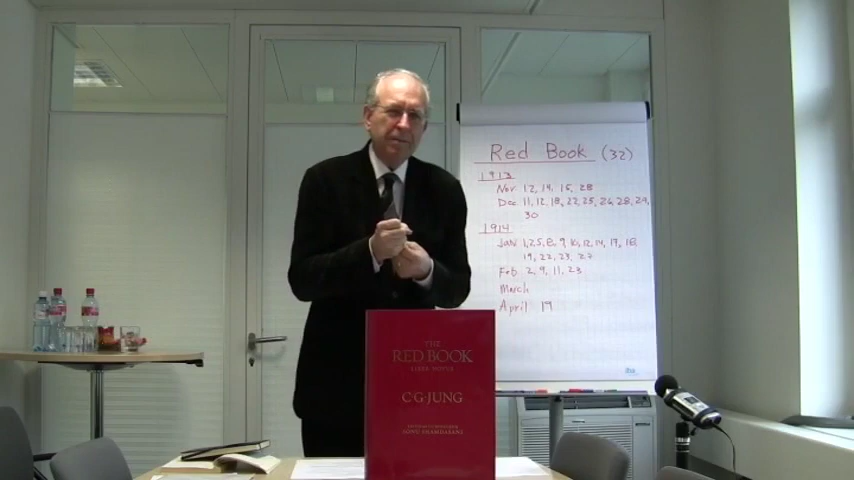 Red Book (32)
1913
Nov 12, 14, 15, 28
Dec 11, 12, 18, 22, 25, 26, 28, 29,
30
1914
Jan 1, 2, 5, 8, 9, 10, 12, 14, 17, 18,
19, 22, 23, 27
Feb 2, 9, 11, 23
March
April 19
THE
RED BOOK
LIBER NOVUS
C·G·JUNG
SONU SHAMDASANI